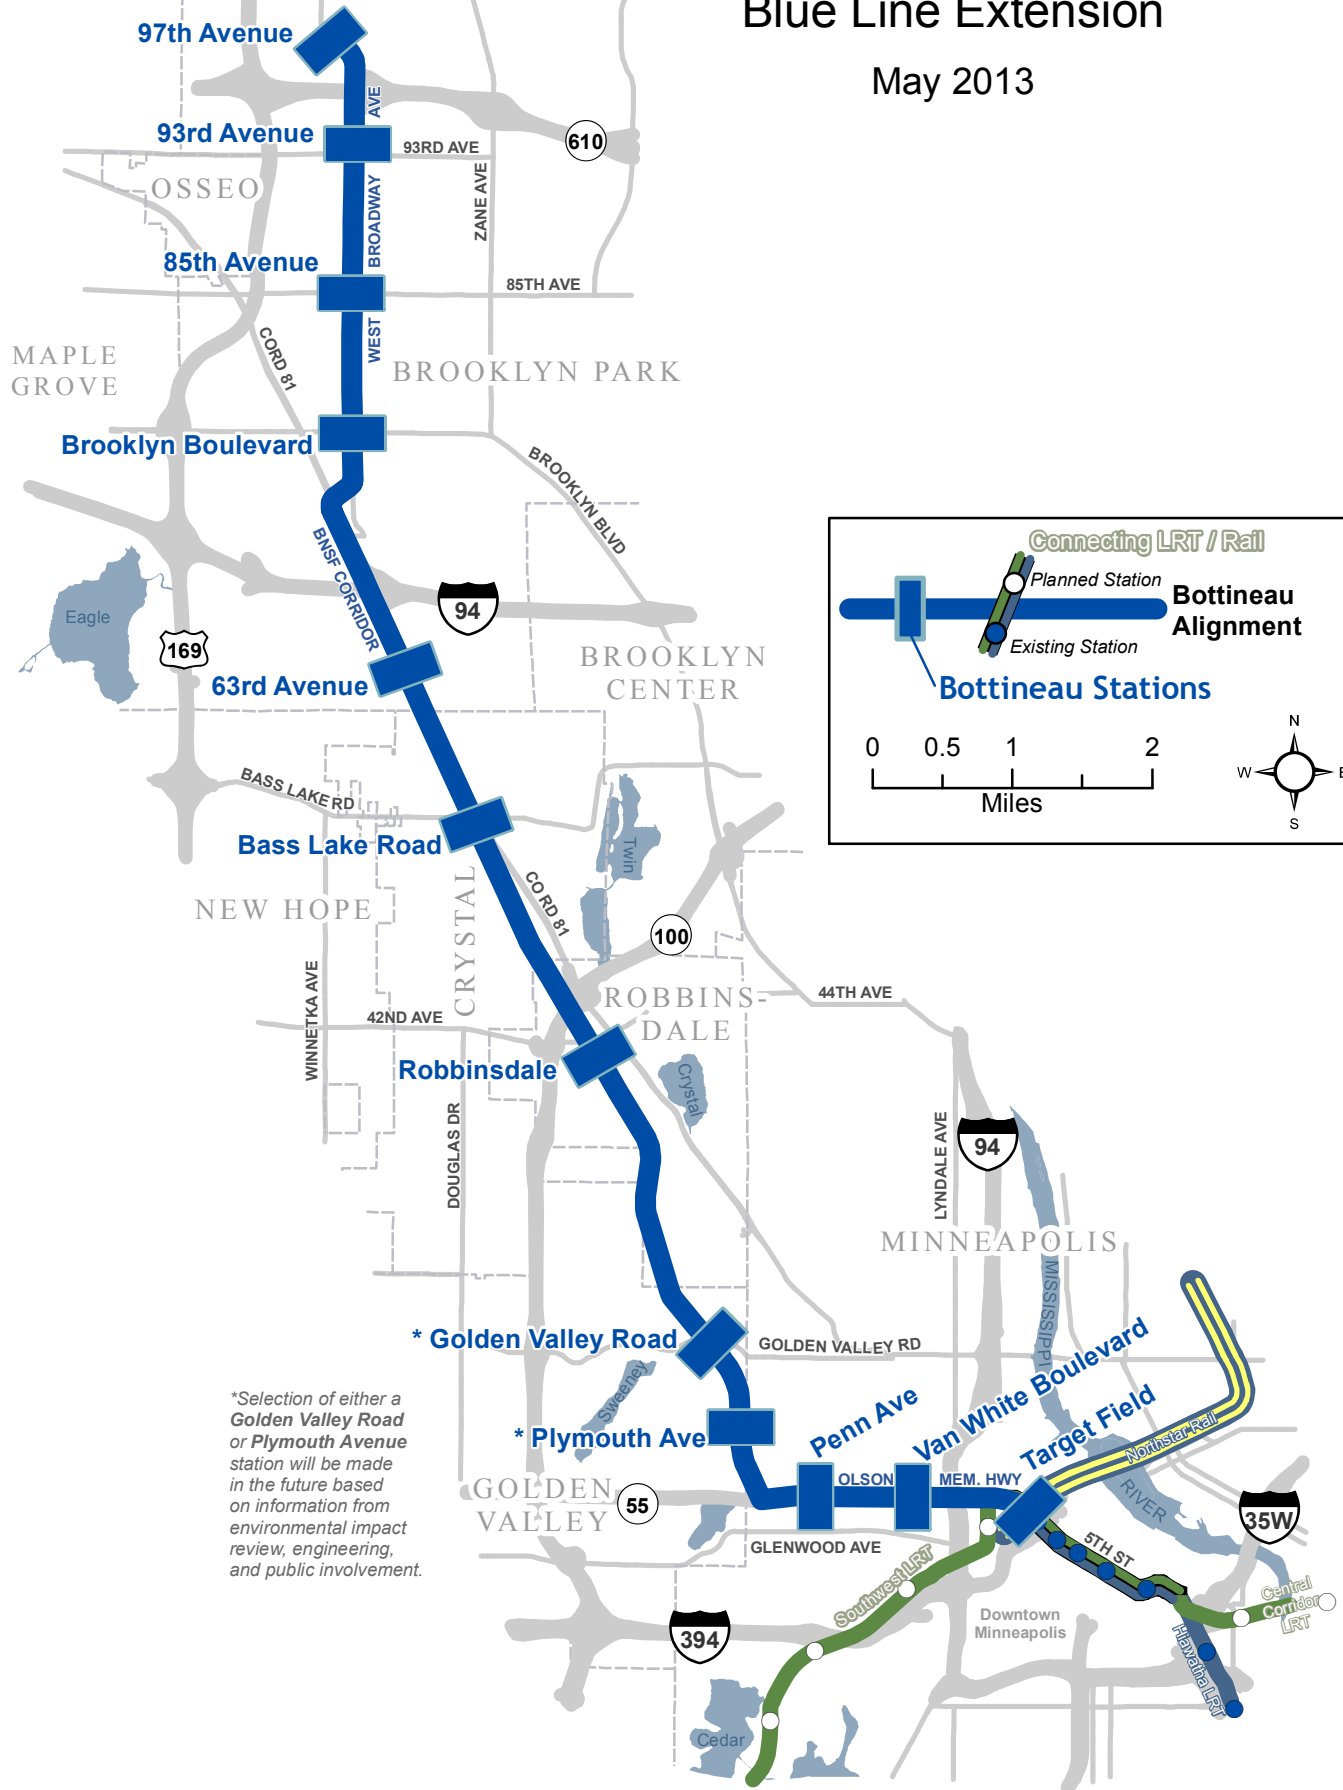 Blue Line Extension
May 2013
97th Avenue
AVE
93rd Avenue
93RD AVE
610
OSSEO
ZANE AVE
BROADWAY
85th Avenue
85TH AVE
WEST
CORD 81
MAPLE
GROVE
BROOKLYN PARK
Brooklyn Boulevard
BROOKLYN BLVD
BNSF CORRIDOR
94
Eagle
169
63rd Avenue
BROOKLYN
CENTER
Connecting LRT / Rail
Planned Station
Bottineau
Alignment
Existing Station
Bottineau Stations
0 0.5 1 2
Miles
N
W
E
S
BASS LAKE RD
Bass Lake Road
Twin
CO RD 81
NEW HOPE
CRYSTAL
100
WINNETKA AVE
42ND AVE
ROBBINS-
DALE
44TH AVE
Robbinsdale
Crystal
DOUGLAS DR
LYNDALE AVE
94
MINNEAPOLIS
MISSISSIPPI
* Golden Valley Road
GOLDEN VALLEY RD
Sweeney
* Plymouth Ave
Penn Ave
Van White Boulevard
Target Field
Northstar Rail
*Selection of either a
Golden Valley Road
or Plymouth Avenue
station will be made
in the future based
on information from
environmental impact
review, engineering,
and public involvement.
OLSON
MEM. HWY
GOLDEN
VALLEY
55
RIVER
35W
GLENWOOD AVE
5TH ST
Southwest LRT
Central
Corridor
LRT
Downtown
Minneapolis
394
Hiawatha LRT
Cedar